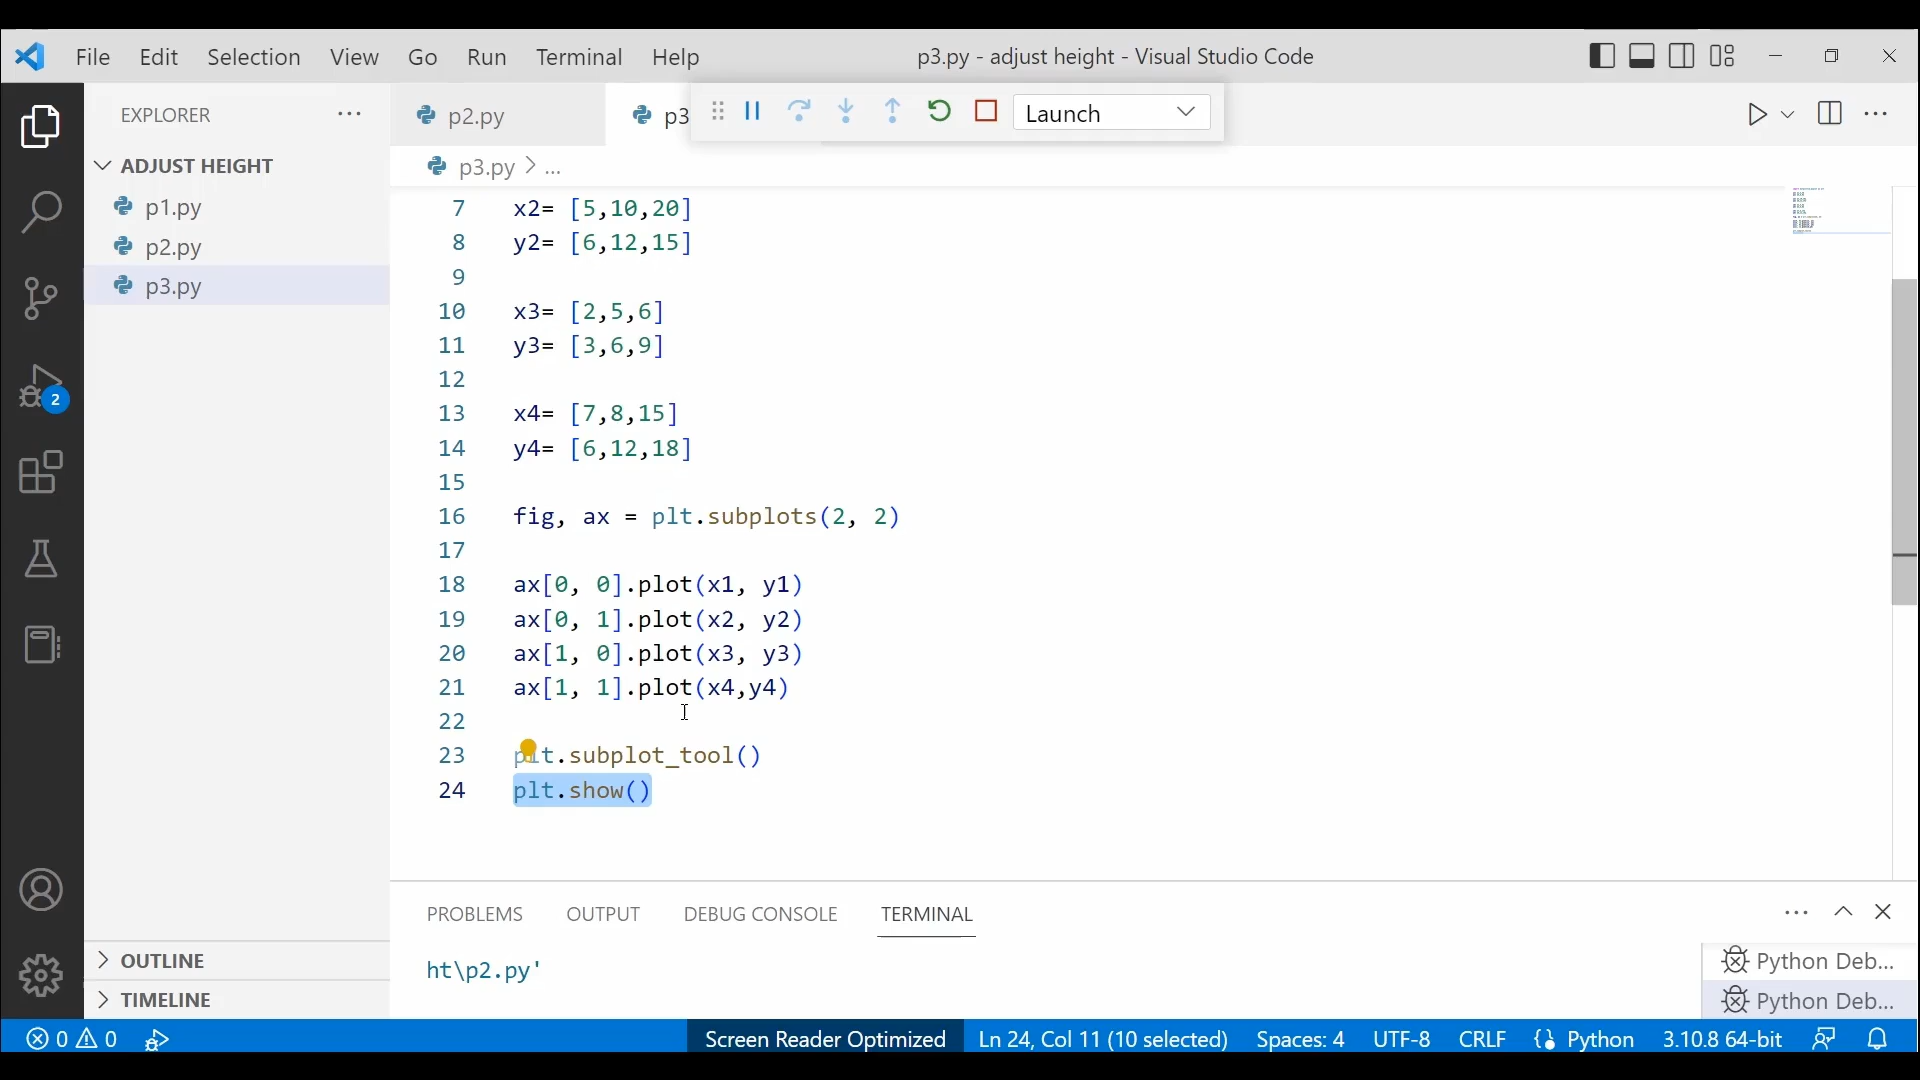 File Edit Selection View Go Run Terminal Help
p3.py - adjust height - Visual Studio Code
EXPLORER
ADJUST HEIGHT
p1.py
p2.py
p3.py
OUTLINE
TIMELINE
2
p2.py
p3
Launch
p3.py > ...
7 x2= [5,10,20]
8 y2= [6,12,15]
9
10 x3= [2,5,6]
11 y3= [3,6,9]
12
13 x4= [7,8,15]
14 y4= [6,12,18]
15
16 fig, ax = plt.subplots(2, 2)
17
18 ax[0, 0].plot(x1, y1)
19 ax[0, 1].plot(x2, y2)
20 ax[1, 0].plot(x3, y3)
21 ax[1, 1].plot(x4,y4)
22
23 plt.subplot_tool()
24 plt.show()
PROBLEMS OUTPUT DEBUG CONSOLE TERMINAL
ht\p2.py'
Python Deb...
Python Deb...
0 0 Screen Reader Optimized Ln 24, Col 11 (10 selected) Spaces: 4 UTF-8 CRLF Python 3.10.8 64-bit